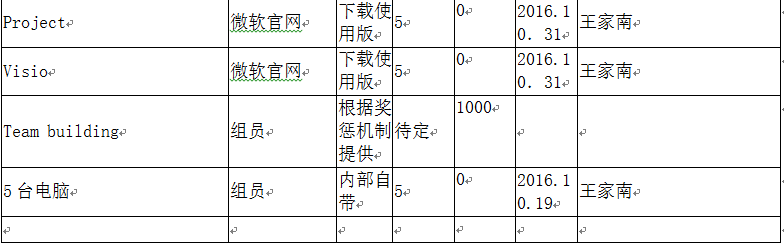 Project 微软官网 下载使用版 5 0 2016.10. 31 王家南
Visio 微软官网 下载使用版 5 0 2016.10. 31 王家南
Team building 组员 根据奖惩机制提供 待定 1000
5 台电脑 组员 内部自带 5 0 2016.10.19 王家南